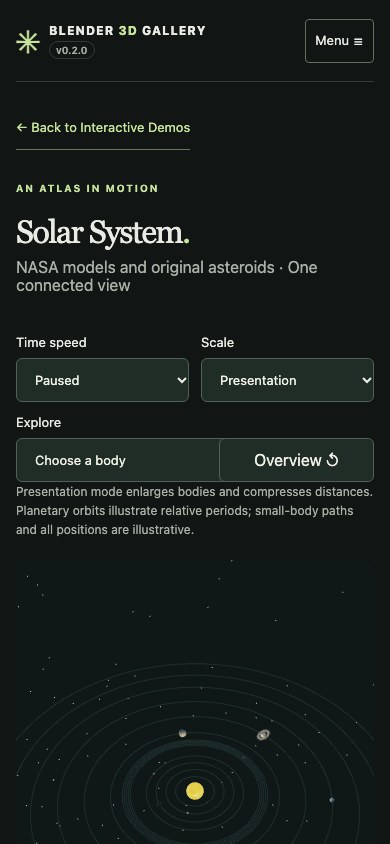 BLENDER 3D GALLERY
v0.2.0
Menu ≡
← Back to Interactive Demos
AN ATLAS IN MOTION
Solar System.
NASA models and original asteroids · One
connected view
Time speed
Scale
Paused
Presentation
Explore
Choose a body
Overview ↺
Presentation mode enlarges bodies and compresses distances.
Planetary orbits illustrate relative periods; small-body paths
and all positions are illustrative.